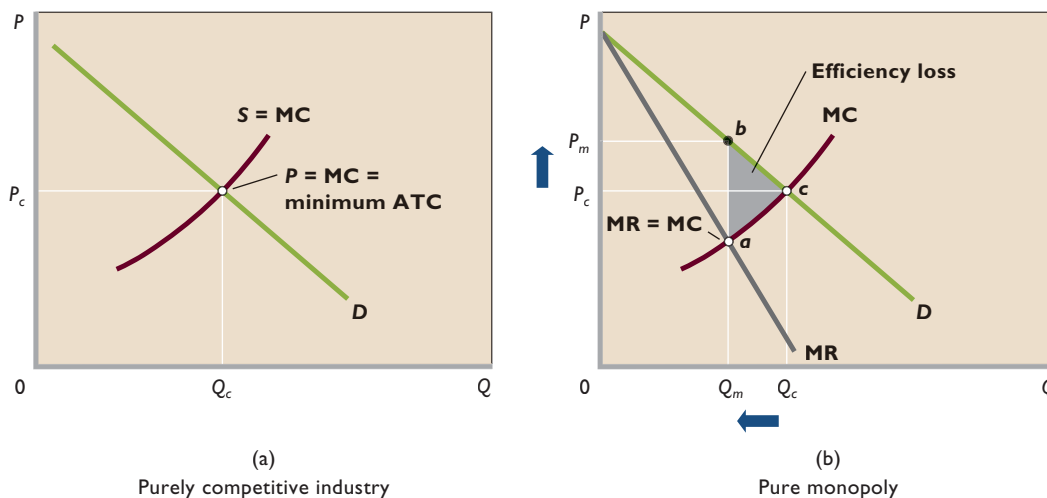 P
S = MC
P = MC =
minimum ATC
P_c
D
0
Q_c
Q
(a)
Purely competitive industry
P
Efficiency loss
MC
b
P_m
P_c
c
MR = MC
a
D
MR
0
Q_m
Q_c
(b)
Pure monopoly